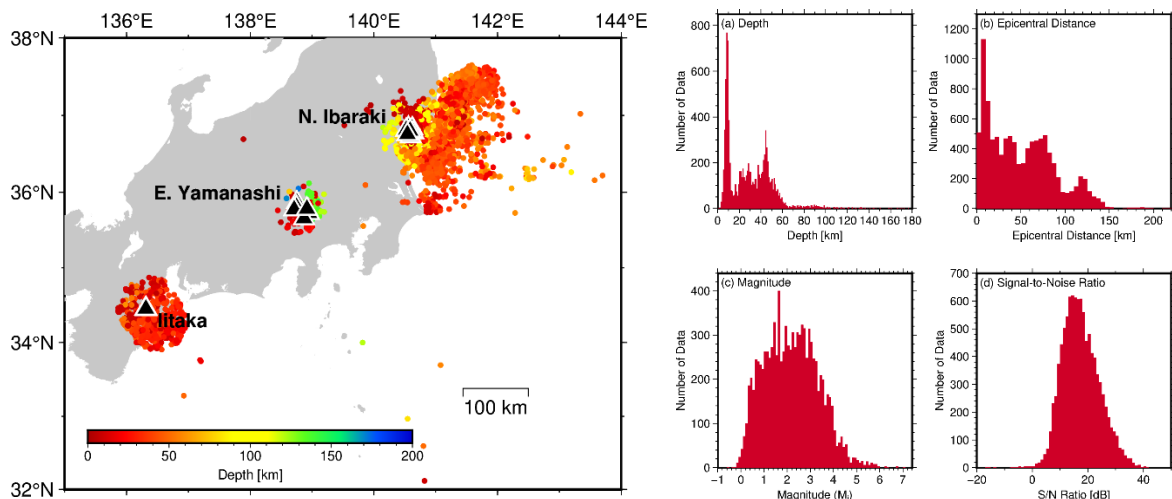 136°E 138°E 140°E 142°E 144°E
38°N
36°N
34°N
32°N
N. Ibaraki
E. Yamanashi
Iitaka
100 km
0 50 100 150 200
Depth [km]
(a) Depth
Number of Data
800
600
400
200
0
0 20 40 60 80 100 120 140 160 180
Depth [km]
(b) Epicentral Distance
Number of Data
1200
1000
800
600
400
200
0
0 50 100 150 200
Epicentral Distance [km]
(c) Magnitude
Number of Data
400
300
200
100
0
−1 0 1 2 3 4 5 6 7
Magnitude (Mⱼ)
(d) Signal-to-Noise Ratio
Number of Data
700
600
500
400
300
200
100
0
−20 0 20 40
S/N Ratio [dB]